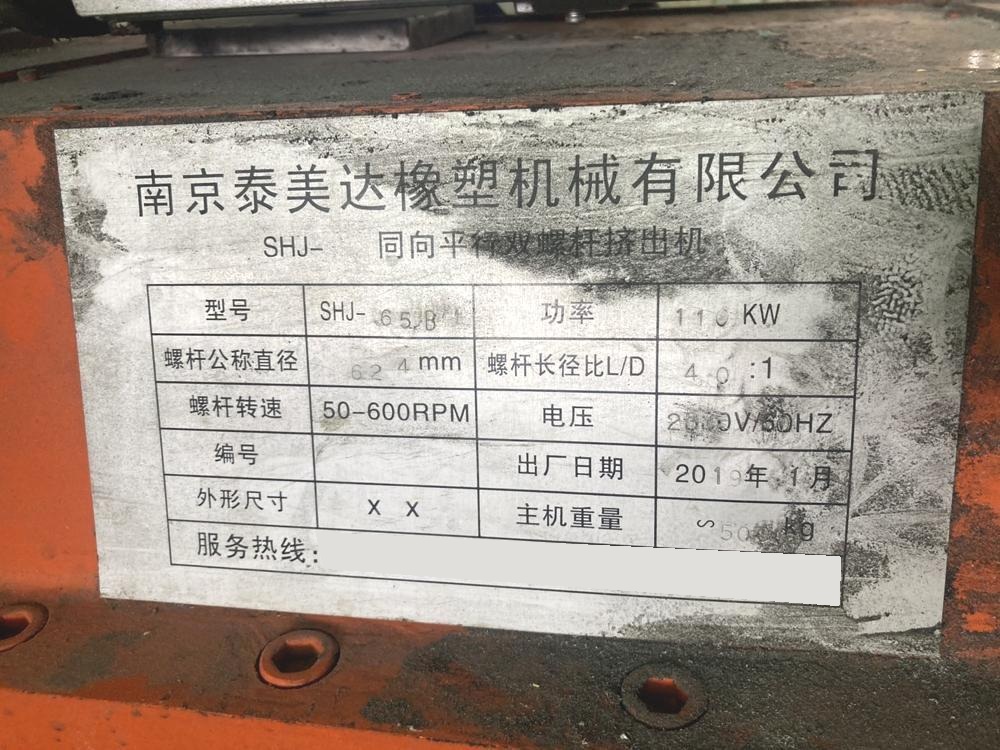 南京泰美达橡塑机械有限公司
SHJ- 同向平行双螺杆挤出机
型号 SHJ-65B 功率 110 KW
螺杆公称直径 62.4 mm 螺杆长径比L/D 40 :1
螺杆转速 50-600RPM 电压 V/50HZ
编号 出厂日期 2019年 月
外形尺寸 x x 主机重量 kg
服务热线: